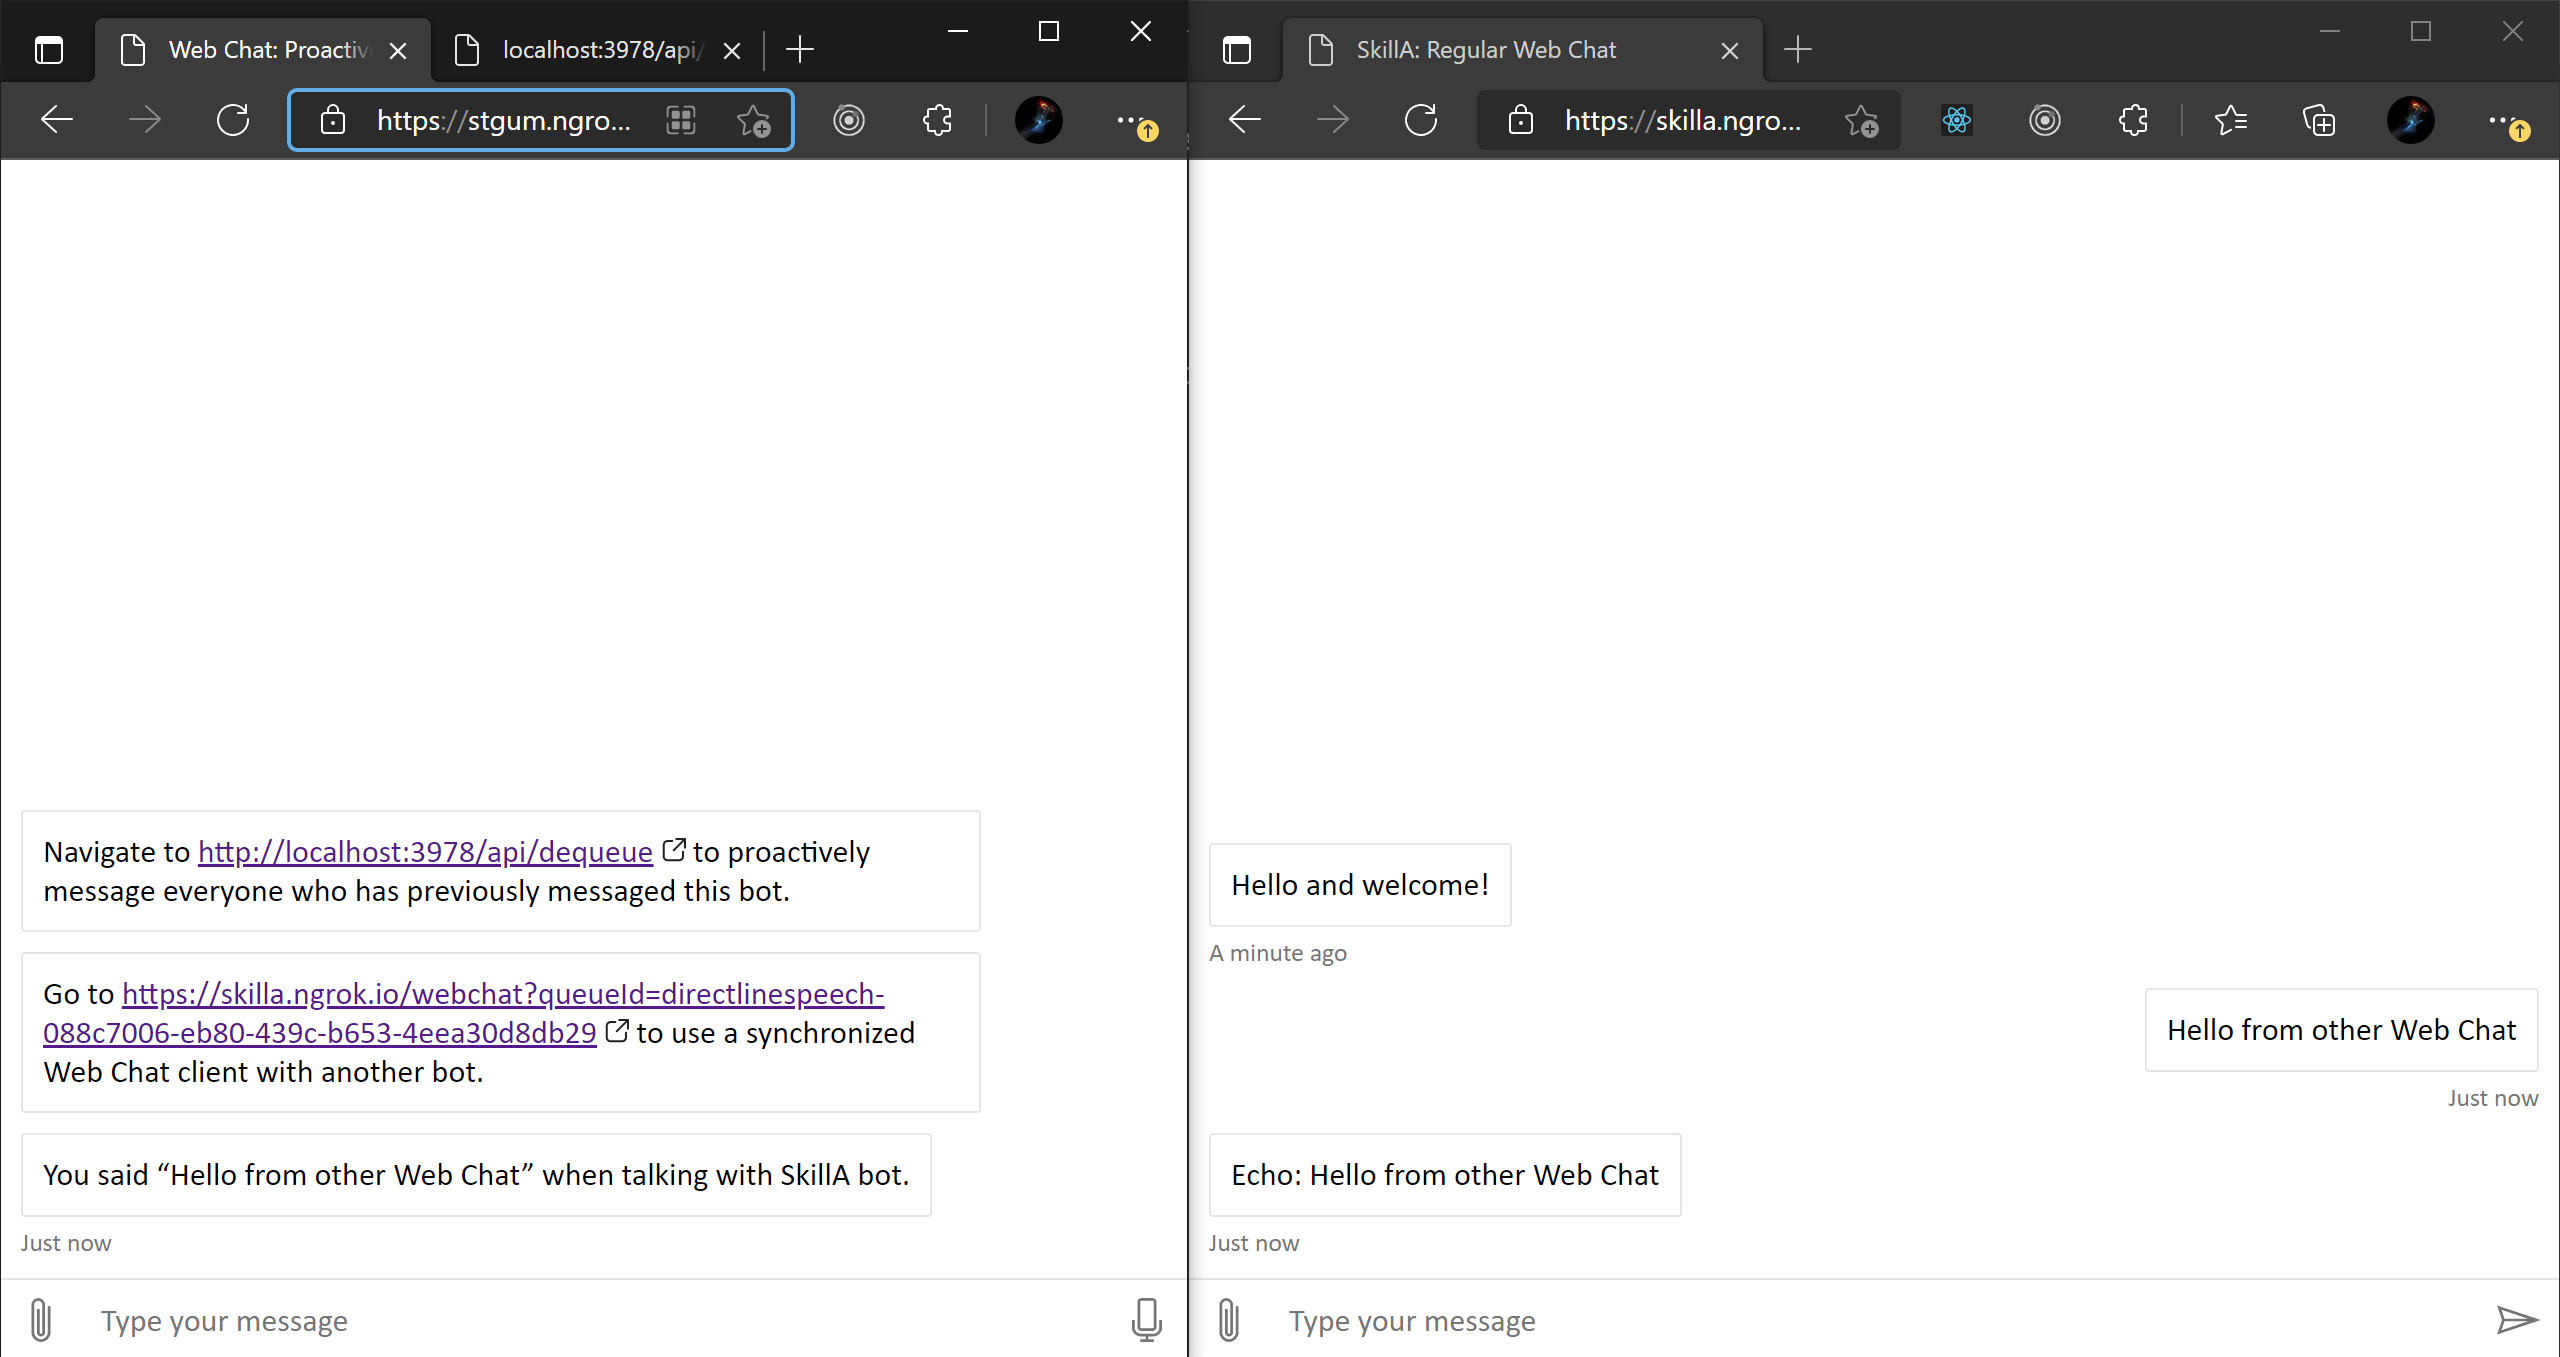 Web Chat: Proactiv
localhost:3978/api/
https://stgum.ngro...
Navigate to http://localhost:3978/api/dequeue to proactively
message everyone who has previously messaged this bot.
Go to https://skilla.ngrok.io/webchat?queueId=directlinespeech-
088c7006-eb80-439c-b653-4eea30d8db29 to use a synchronized
Web Chat client with another bot.
You said “Hello from other Web Chat” when talking with SkillA bot.
Just now
Type your message
SkillA: Regular Web Chat
https://skilla.ngro...
Hello and welcome!
A minute ago
Hello from other Web Chat
Just now
Echo: Hello from other Web Chat
Just now
Type your message